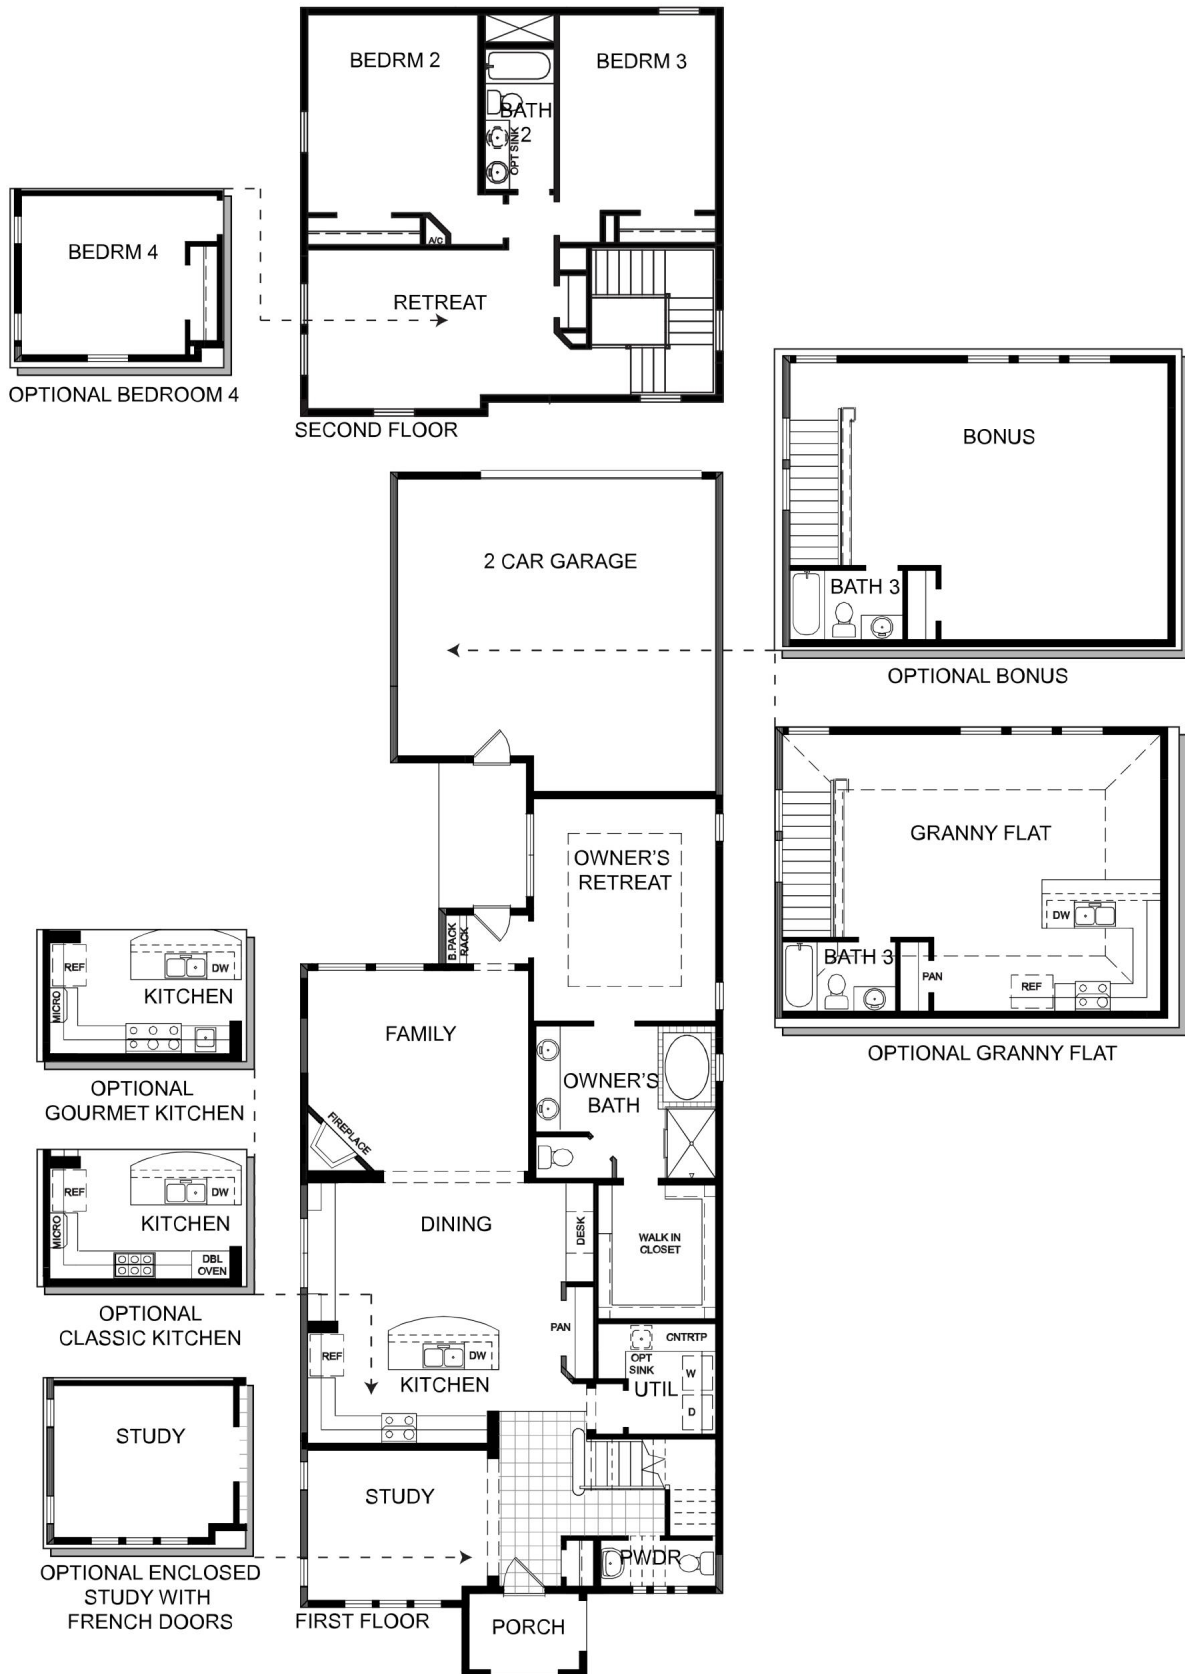 BEDRM 2
BEDRM 3
BATH
2
OPT SINK
A/C
RETREAT
SECOND FLOOR
BEDRM 4
OPTIONAL BEDROOM 4
2 CAR GARAGE
BONUS
BATH 3
OPTIONAL BONUS
GRANNY FLAT
DW
BATH 3
PAN
REF
OPTIONAL GRANNY FLAT
OWNER'S
RETREAT
B.PACK
RACK
FAMILY
FIREPLACE
OWNER'S
BATH
REF
DW
MICRO
KITCHEN
OPTIONAL
GOURMET KITCHEN
REF
DW
MICRO
KITCHEN
DBL
OVEN
OPTIONAL
CLASSIC KITCHEN
DINING
DESK
WALK IN
CLOSET
PAN
REF
DW
KITCHEN
CNTRTP
OPT
SINK
W
UTIL
D
STUDY
OPTIONAL ENCLOSED
STUDY WITH
FRENCH DOORS
STUDY
PWDR
FIRST FLOOR
PORCH